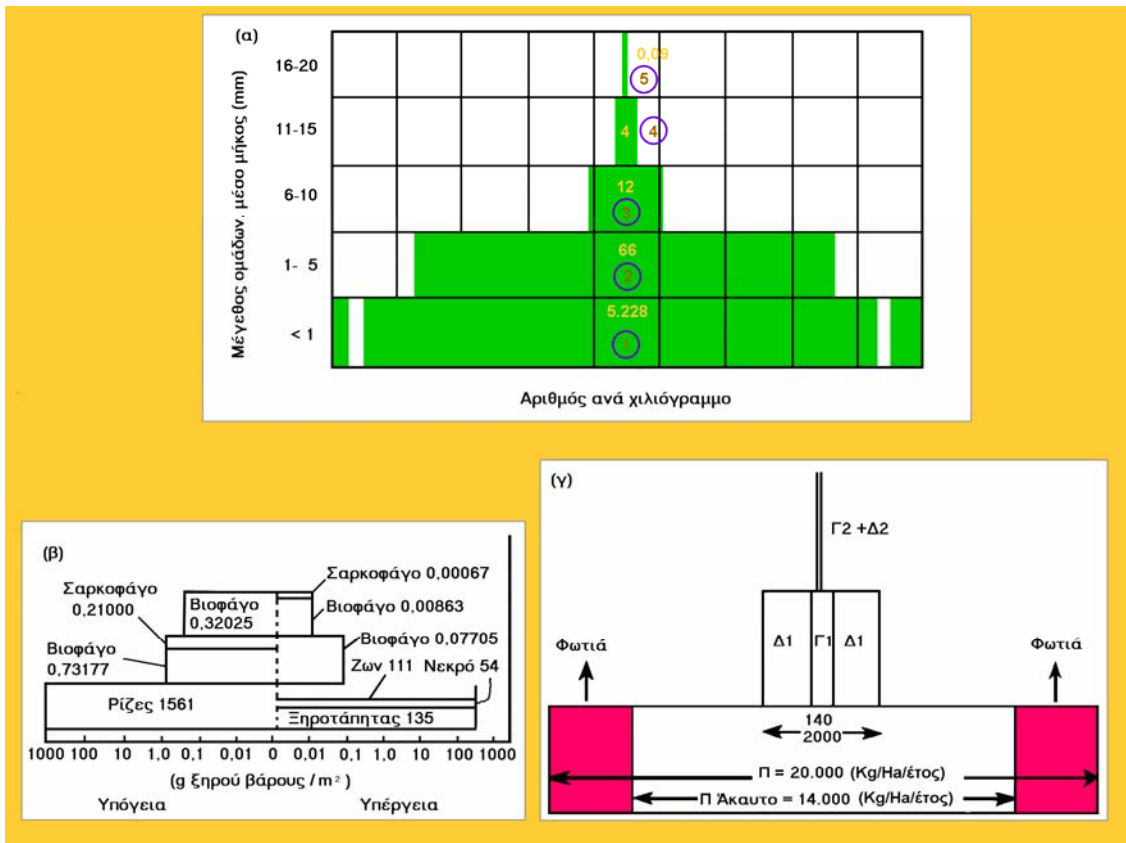 (α)
Μέγεθος ομάδων, μέσο μήκος (mm)
16-20
0,09
5
11-15
4
4
6-10
12
3
1- 5
66
2
< 1
5.228
1
Αριθμός ανά χιλιόγραμμο
(β)
Σαρκοφάγο
0,21000
Βιοφάγο
0,32025
Σαρκοφάγο 0,00067
Βιοφάγο 0,00863
Βιοφάγο
0,73177
Βιοφάγο 0,07705
Ζων 111 Νεκρό 54
Ρίζες 1561
Ξηροτάπητας 135
1000 100 10 1,0 0,1 0 0,01 0,1 1,0 10 100 1000
(g ξηρού βάρους / m²)
Υπόγεια Υπέργεια
(γ)
Γ2 +Δ2
Δ1 Γ1 Δ1
Φωτιά
Φωτιά
140
2000
Π = 20.000 (Kg/Ha/έτος)
Π Άκαυτο = 14.000 (Kg/Ha/έτος)